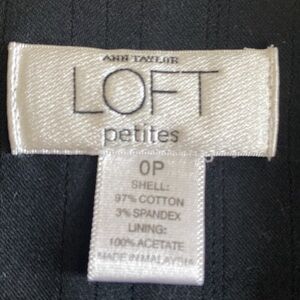 ANN TAYLOR
LOFT
petites
0P
SHELL:
97% COTTON
3% SPANDEX
LINING:
100% ACETATE
MADE IN MALAYSIA